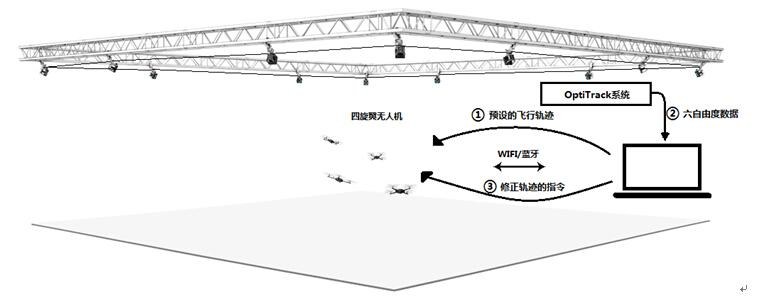 OptiTrack系统
四旋翼无人机
① 预设的飞行轨迹
② 六自由度数据
WIFI/蓝牙
③ 修正轨迹的指令